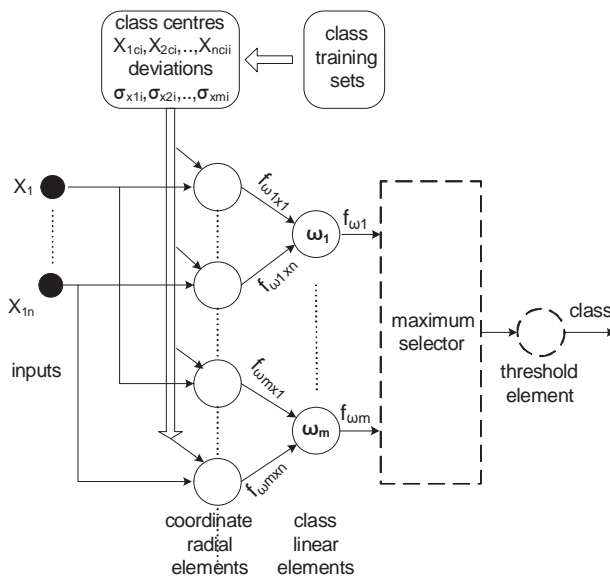 class centres
X1ci,X2ci,..,Xncii
deviations
σx1i,σx2i,..,σxmi
class
training
sets
X1
X1n
inputs
fω1x1
fω1xn
fωmx1
fωmxn
ω1
ωm
fω1
fωm
maximum
selector
class
threshold
element
coordinate
radial
elements
class
linear
elements